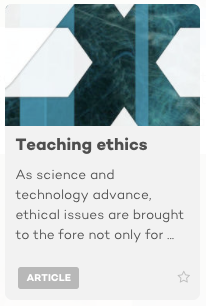 Teaching ethics
As science and
technology advance,
ethical issues are brought
to the fore not only for ...
ARTICLE